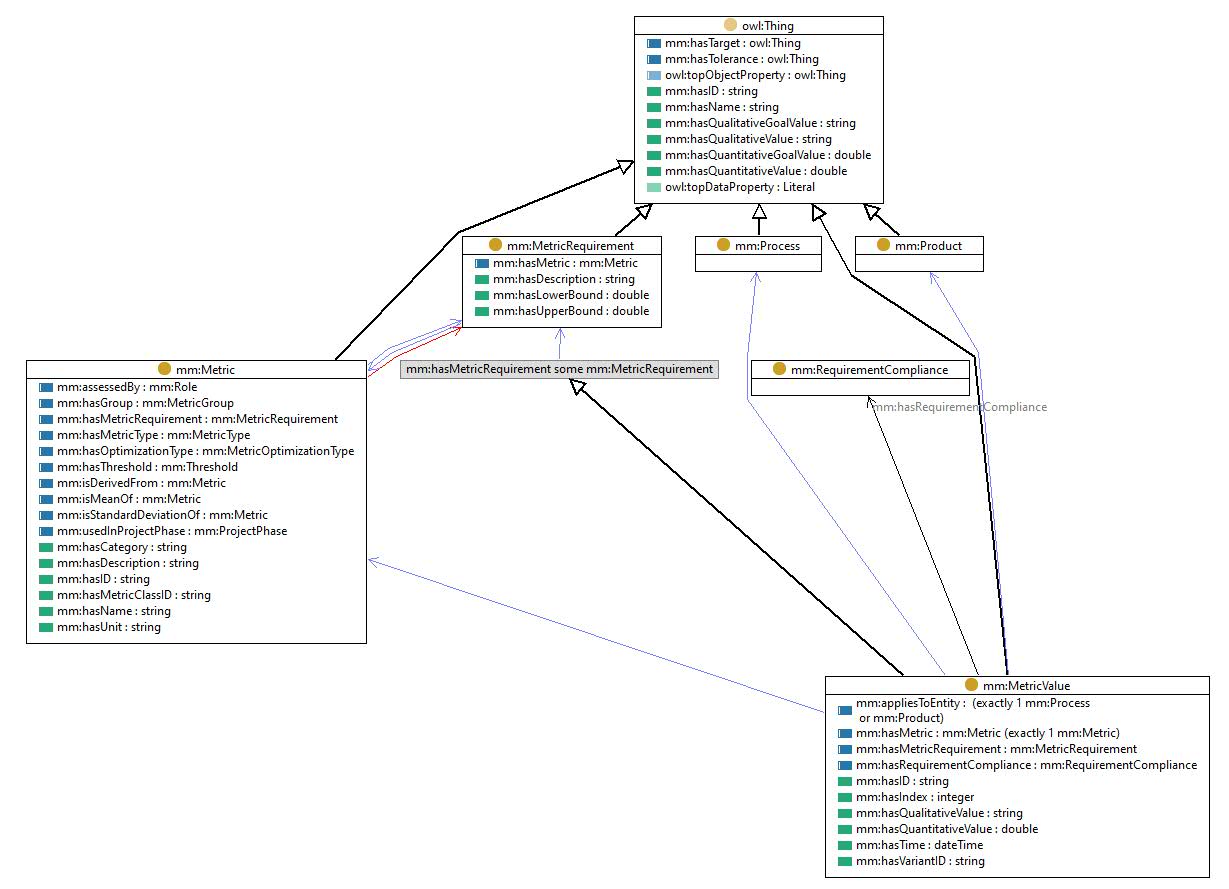 owl:Thing
mm:hasTarget : owl:Thing
mm:hasTolerance : owl:Thing
owl:topObjectProperty : owl:Thing
mm:hasID : string
mm:hasName : string
mm:hasQualitativeGoalValue : string
mm:hasQualitativeValue : string
mm:hasQuantitativeGoalValue : double
mm:hasQuantitativeValue : double
owl:topDataProperty : Literal
mm:MetricRequirement
mm:hasMetric : mm:Metric
mm:hasDescription : string
mm:hasLowerBound : double
mm:hasUpperBound : double
mm:Process
mm:Product
mm:Metric
mm:assessedBy : mm:Role
mm:hasGroup : mm:MetricGroup
mm:hasMetricRequirement : mm:MetricRequirement
mm:hasMetricType : mm:MetricType
mm:hasOptimizationType : mm:MetricOptimizationType
mm:hasThreshold : mm:Threshold
mm:isDerivedFrom : mm:Metric
mm:isMeanOf : mm:Metric
mm:isStandardDeviationOf : mm:Metric
mm:usedInProjectPhase : mm:ProjectPhase
mm:hasCategory : string
mm:hasDescription : string
mm:hasID : string
mm:hasMetricClassID : string
mm:hasName : string
mm:hasUnit : string
mm:hasMetricRequirement some mm:MetricRequirement
mm:RequirementCompliance
mm:hasRequirementCompliance
mm:MetricValue
mm:appliesToEntity :  (exactly 1 mm:Process
or mm:Product)
mm:hasMetric : mm:Metric (exactly 1 mm:Metric)
mm:hasMetricRequirement : mm:MetricRequirement
mm:hasRequirementCompliance : mm:RequirementCompliance
mm:hasID : string
mm:hasIndex : integer
mm:hasQualitativeValue : string
mm:hasQuantitativeValue : double
mm:hasTime : dateTime
mm:hasVariantID : string